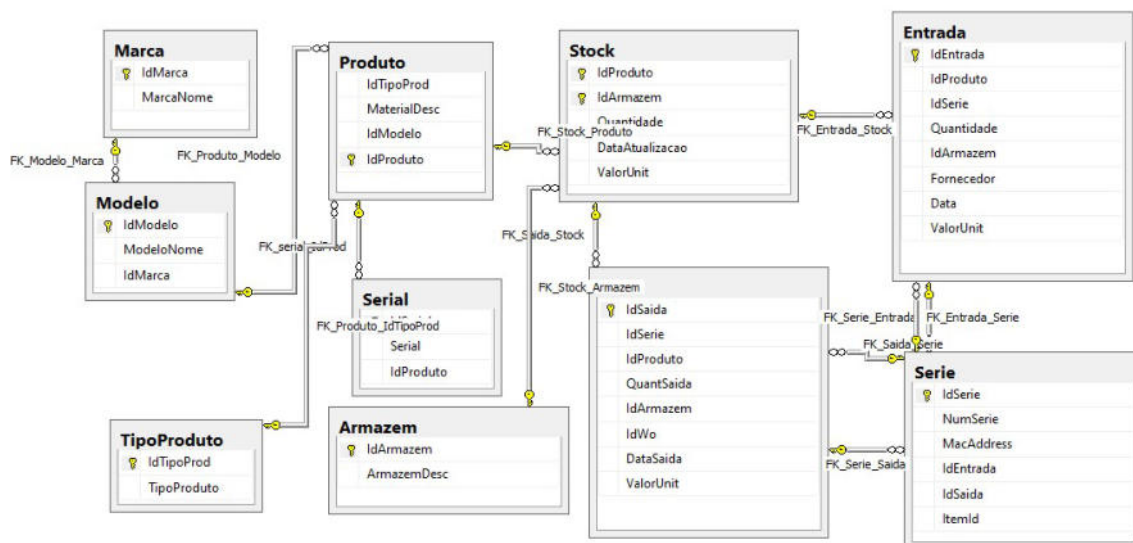 Marca
IdMarca
MarcaNome
FK_Modelo_Marca
FK_Produto_Modelo
Modelo
IdModelo
ModeloNome
IdMarca
TipoProduto
IdTipoProd
TipoProduto
Produto
IdTipoProd
MaterialDesc
IdModelo
IdProduto
FK_serial_IdProd
Serial
FK_Produto_IdTipoProd
Serial
IdProduto
Armazem
IdArmazem
ArmazemDesc
Stock
IdProduto
IdArmazem
Quantidade
FK_Stock_Produto
DataAtualizacao
ValorUnit
FK_Saida_Stock
FK_Stock_Armazem
IdSaida
IdSerie
IdProduto
QuantSaida
IdArmazem
IdWo
DataSaida
ValorUnit
Entrada
IdEntrada
IdProduto
IdSerie
Quantidade
IdArmazem
Fornecedor
Data
ValorUnit
FK_Entrada_Stock
FK_Serie_Entrada
FK_Entrada_Serie
FK_Saida_Serie
FK_Serie_Saida
Serie
IdSerie
NumSerie
MacAddress
IdEntrada
IdSaida
ItemId